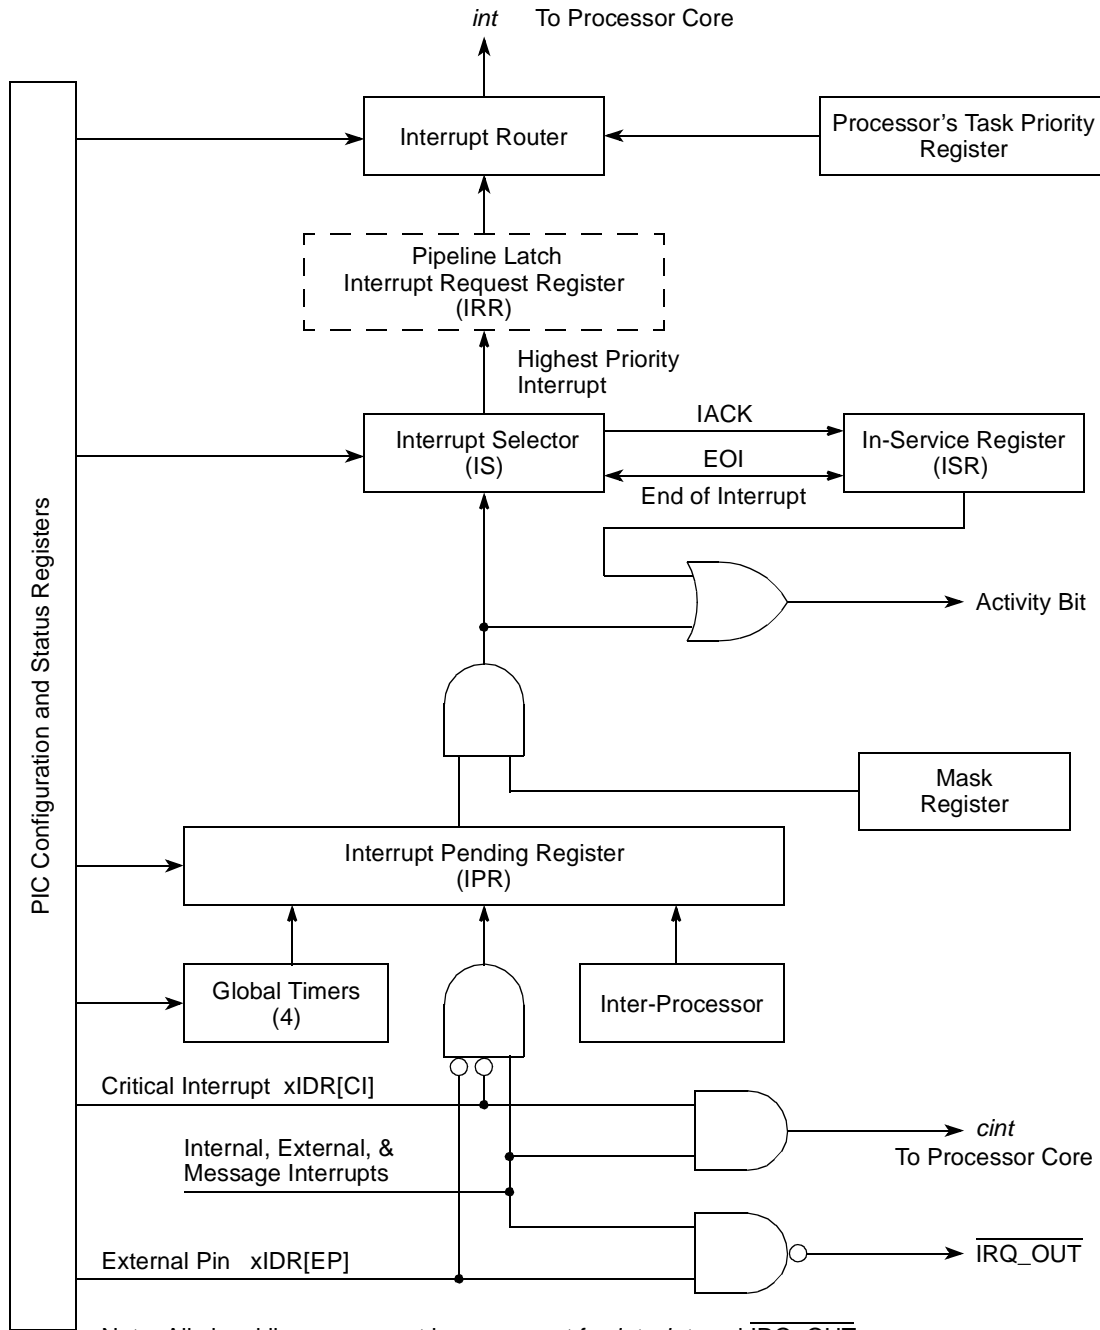 int To Processor Core
Interrupt Router
Processor's Task Priority
Register
Pipeline Latch
Interrupt Request Register
(IRR)
Highest Priority
Interrupt
Interrupt Selector
(IS)
IACK
EOI
End of Interrupt
In-Service Register
(ISR)
Activity Bit
PIC Configuration and Status Registers
Mask
Register
Interrupt Pending Register
(IPR)
Global Timers
(4)
Inter-Processor
Critical Interrupt xIDR[CI]
Internal, External, &
Message Interrupts
cint
To Processor Core
External Pin xIDR[EP]
IRQ_OUT